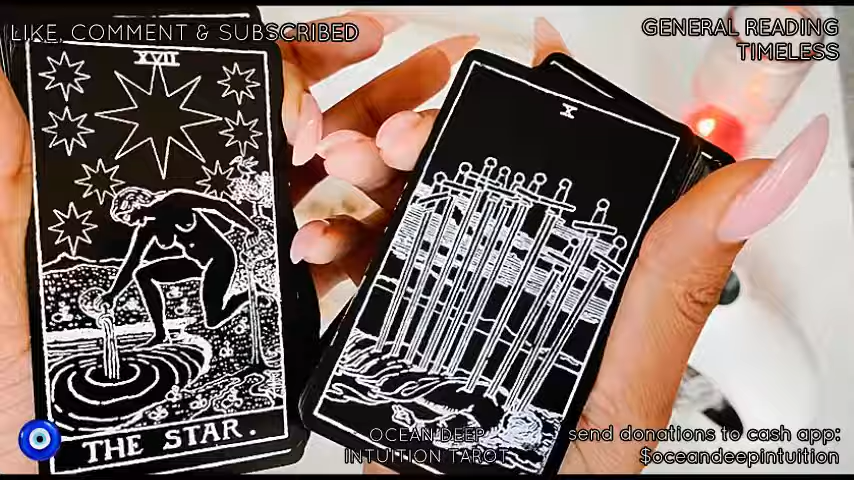 LIKE, COMMENT & SUBSCRIBED
GENERAL READING
TIMELESS
XVII
X
THE STAR.
OCEAN DEEP
INTUITION TAROT
send donations to cash app:
$oceandeepintuition